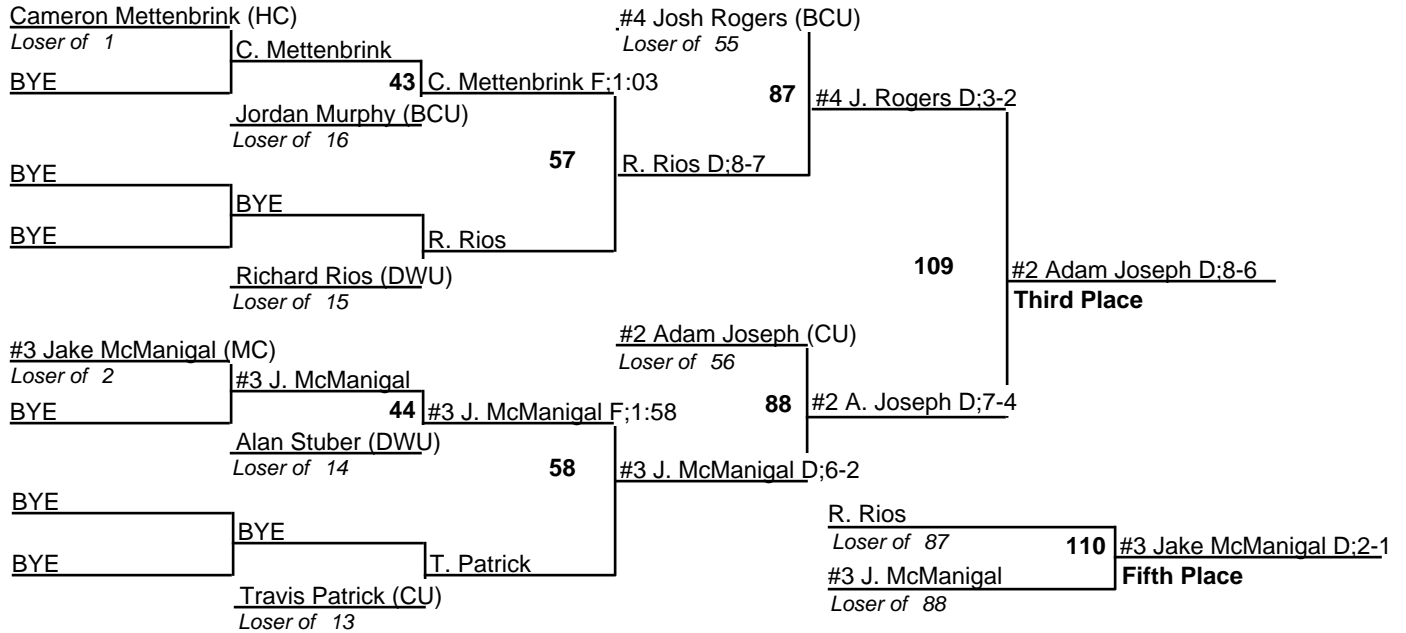 Cameron Mettenbrink (HC)
Loser of 1
BYE
C. Mettenbrink
43
Jordan Murphy (BCU)
Loser of 16
C. Mettenbrink F;1:03
BYE
BYE
BYE
Richard Rios (DWU)
Loser of 15
R. Rios
57
#4 Josh Rogers (BCU)
Loser of 55
R. Rios D;8-7
87
#4 J. Rogers D;3-2
#3 Jake McManigal (MC)
Loser of 2
BYE
#3 J. McManigal
44
Alan Stuber (DWU)
Loser of 14
#3 J. McManigal F;1:58
BYE
BYE
BYE
Travis Patrick (CU)
Loser of 13
T. Patrick
58
#2 Adam Joseph (CU)
Loser of 56
#3 J. McManigal D;6-2
88
#2 A. Joseph D;7-4
109
#2 Adam Joseph D;8-6
Third Place
R. Rios
Loser of 87
#3 J. McManigal
Loser of 88
110
#3 Jake McManigal D;2-1
Fifth Place